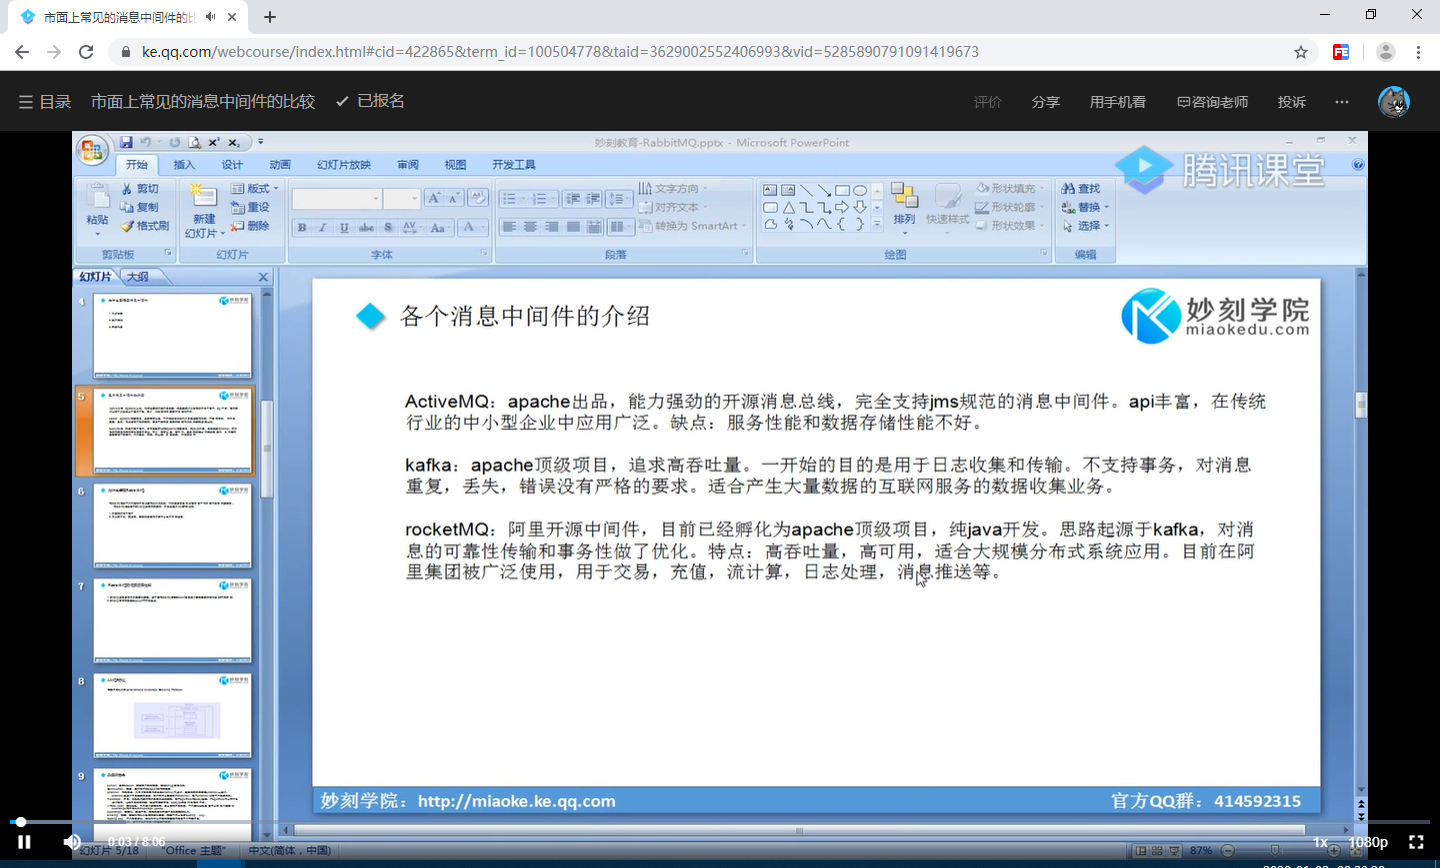 市面上常见的消息中间件的比
ke.qq.com/webcourse/index.html#cid=422865&term_id=100504778&taid=3629002552406993&vid=5285890791091419673
目录 市面上常见的消息中间件的比较 已报名
评价 分享 用手机看 咨询老师 投诉
妙刻教育-RabbitMQ.pptx - Microsoft PowerPoint
开始 插入 设计 动画 幻灯片放映 审阅 视图 开发工具
腾讯课堂
粘贴 剪切 复制 格式刷
新建 幻灯片 版式 重设 删除
B I U abc S AV Aa A
文字方向 对齐文本 转换为 SmartArt
排列 快速样式 形状填充 形状轮廓 形状效果
查找 替换 选择
剪贴板 幻灯片 字体 段落 绘图 编辑
幻灯片 大纲
4
5
6
7
8
9
各个消息中间件的介绍
妙刻学院
miaokedu.com
ActiveMQ：apache出品，能力强劲的开源消息总线，完全支持jms规范的消息中间件。api丰富，在传统
行业的中小型企业中应用广泛。缺点：服务性能和数据存储性能不好。
kafka：apache顶级项目，追求高吞吐量。一开始的目的是用于日志收集和传输。不支持事务，对消息
重复，丢失，错误没有严格的要求。适合产生大量数据的互联网服务的数据收集业务。
rocketMQ：阿里开源中间件，目前已经孵化为apache顶级项目，纯java开发。思路起源于kafka，对消
息的可靠性传输和事务性做了优化。特点：高吞吐量，高可用，适合大规模分布式系统应用。目前在阿
里集团被广泛使用，用于交易，充值，流计算，日志处理，消息推送等。
妙刻学院：http://miaoke.ke.qq.com 官方QQ群：414592315
0:03 / 8:06 1x 1080p
幻灯片 5/18 "Office 主题" 中文(简体，中国) 87%